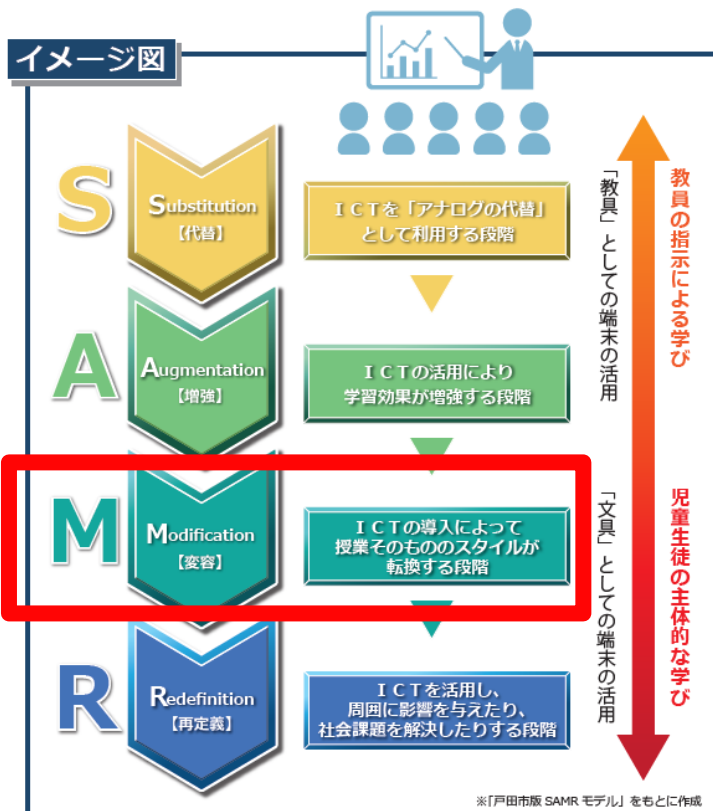 イメージ図
S
Substitution
【代替】
ＩＣＴを「アナログの代替」
として利用する段階
A
Augmentation
【増強】
ＩＣＴの活用により
学習効果が増強する段階
M
Modification
【変容】
ＩＣＴの導入によって
授業そのもののスタイルが
転換する段階
R
Redefinition
【再定義】
ＩＣＴを活用し、
周囲に影響を与えたり、
社会課題を解決したりする段階
教員の指示による学び
「教具」としての端末の活用
児童生徒の主体的な学び
「文具」としての端末の活用
※「戸田市版 SAMR モデル」をもとに作成